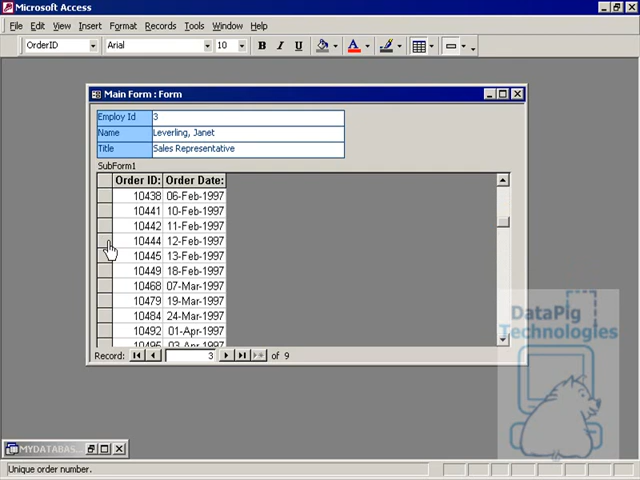 Microsoft Access
File Edit View Insert Format Records Tools Window Help
OrderID Arial 10 B I U A
Main Form : Form
Employ Id 3
Name Leverling, Janet
Title Sales Representative
SubForm1
Order ID: Order Date:
10438 06-Feb-1997
10441 10-Feb-1997
10442 11-Feb-1997
10444 12-Feb-1997
10445 13-Feb-1997
10449 18-Feb-1997
10468 07-Mar-1997
10479 19-Mar-1997
10484 24-Mar-1997
10492 01-Apr-1997
10495 03-Apr-1997
Record: 3 of 9
DataPig
Technologies
MYDATABAS...
Unique order number.